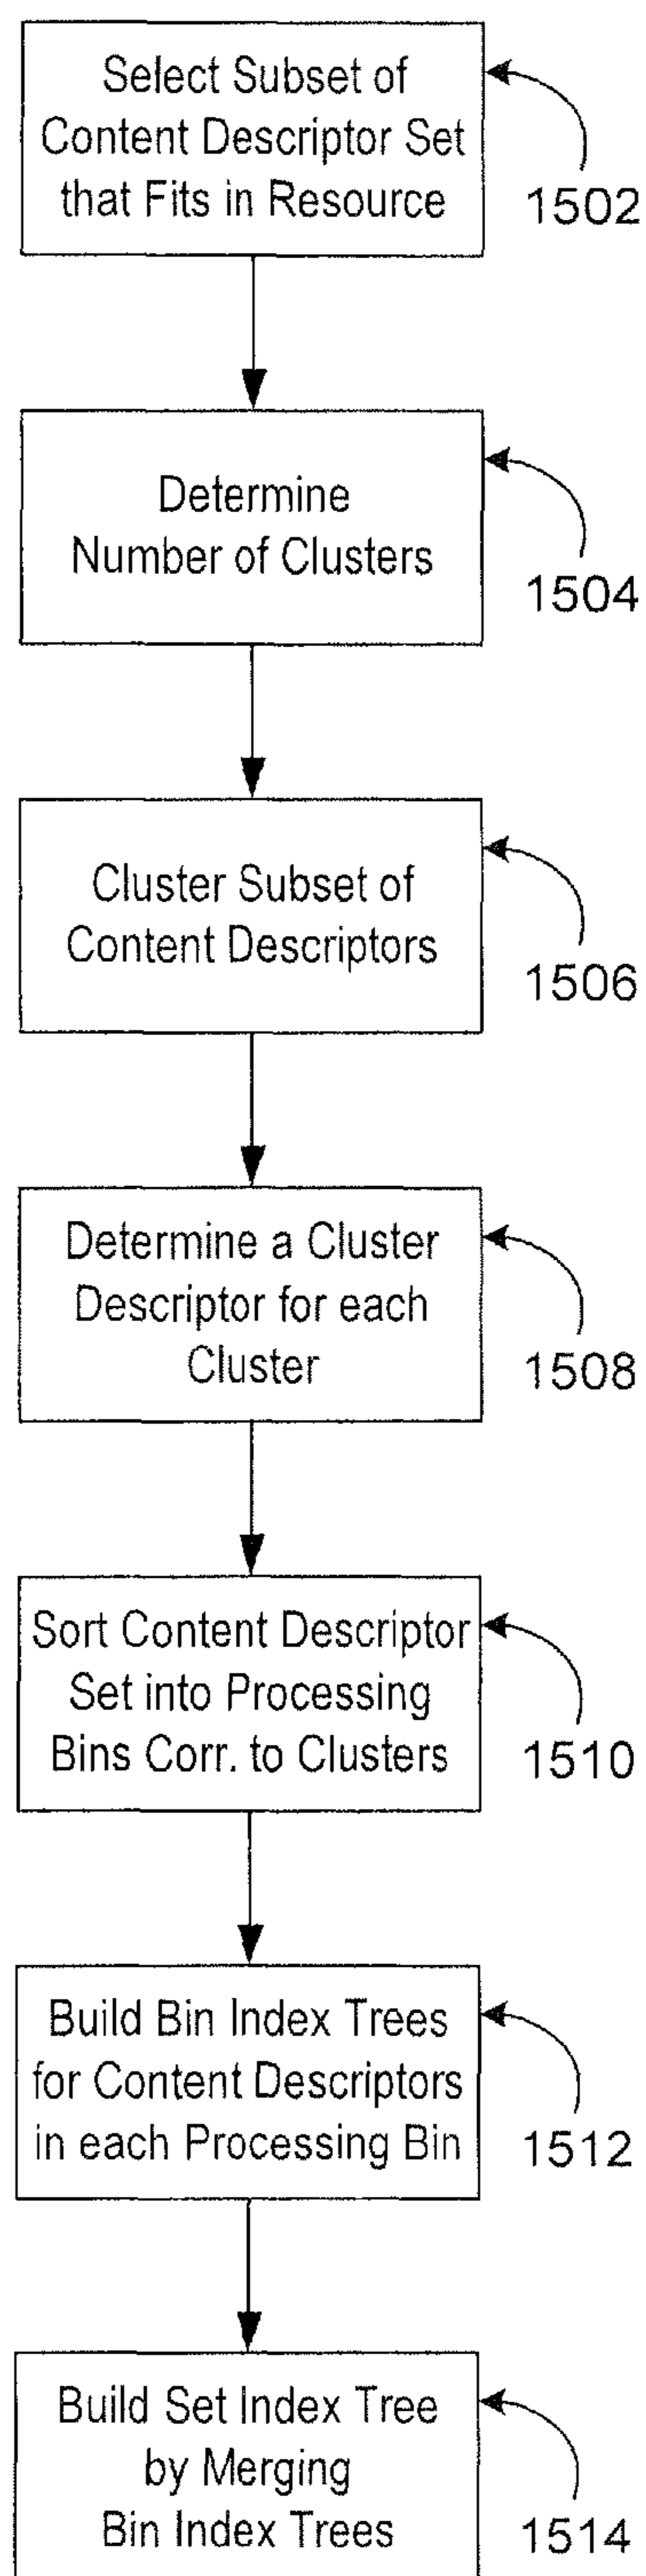 Select Subset of
Content Descriptor Set
that Fits in Resource
1502
Determine
Number of Clusters
1504
Cluster Subset of
Content Descriptors
1506
Determine a Cluster
Descriptor for each
Cluster
1508
Sort Content Descriptor
Set into Processing
Bins Corr. to Clusters
1510
Build Bin Index Trees
for Content Descriptors
in each Processing Bin
1512
Build Set Index Tree
by Merging
Bin Index Trees
1514